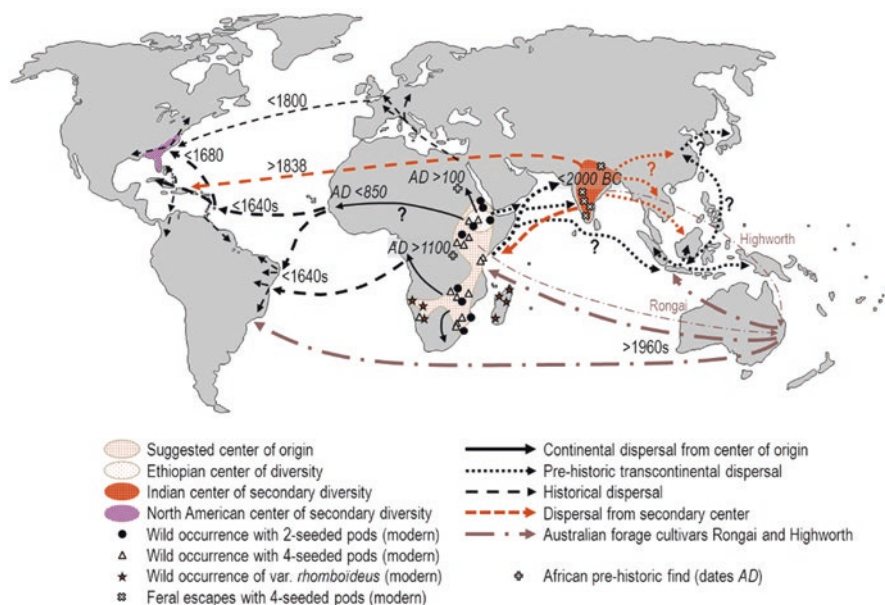 <1800
<1680
>1838
<2000 BC
AD >100
AD <850
?
?
?
?
?
<1640s
AD >1100
<1640s
Highworth
Rongai
>1960s
Suggested center of origin
Ethiopian center of diversity
Indian center of secondary diversity
North American center of secondary diversity
Wild occurrence with 2-seeded pods (modern)
Wild occurrence with 4-seeded pods (modern)
Wild occurrence of var. rhomboïdeus (modern)
Feral escapes with 4-seeded pods (modern)
Continental dispersal from center of origin
Pre-historic transcontinental dispersal
Historical dispersal
Dispersal from secondary center
Australian forage cultivars Rongai and Highworth
African pre-historic find (dates AD)